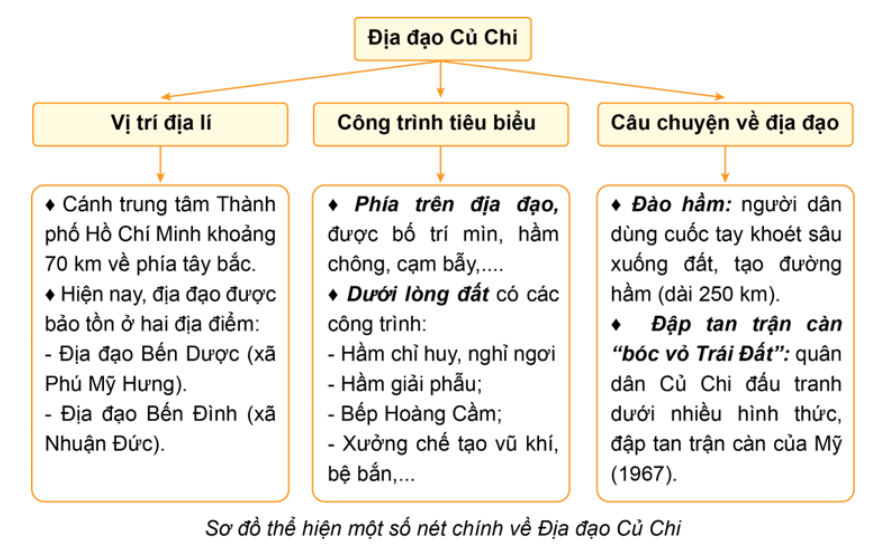 Địa đạo Củ Chi
Vị trí địa lí
Công trình tiêu biểu
Câu chuyện về địa đạo
♦ Cánh trung tâm Thành
phố Hồ Chí Minh khoảng
70 km về phía tây bắc.
♦ Hiện nay, địa đạo được
bảo tồn ở hai địa điểm:
- Địa đạo Bến Dược (xã
Phú Mỹ Hưng).
- Địa đạo Bến Đình (xã
Nhuận Đức).
♦ Phía trên địa đạo,
được bố trí mìn, hầm
chông, cạm bẫy,....
♦ Dưới lòng đất có các
công trình:
- Hầm chỉ huy, nghỉ ngơi
- Hầm giải phẫu;
- Bếp Hoàng Cầm;
- Xưởng chế tạo vũ khí,
bệ bắn,...
♦ Đào hầm: người dân
dùng cuốc tay khoét sâu
xuống đất, tạo đường
hầm (dài 250 km).
♦ Đập tan trận càn
“bóc vỏ Trái Đất”: quân
dân Củ Chi đấu tranh
dưới nhiều hình thức,
đập tan trận càn của Mỹ
(1967).
Sơ đồ thể hiện một số nét chính về Địa đạo Củ Chi